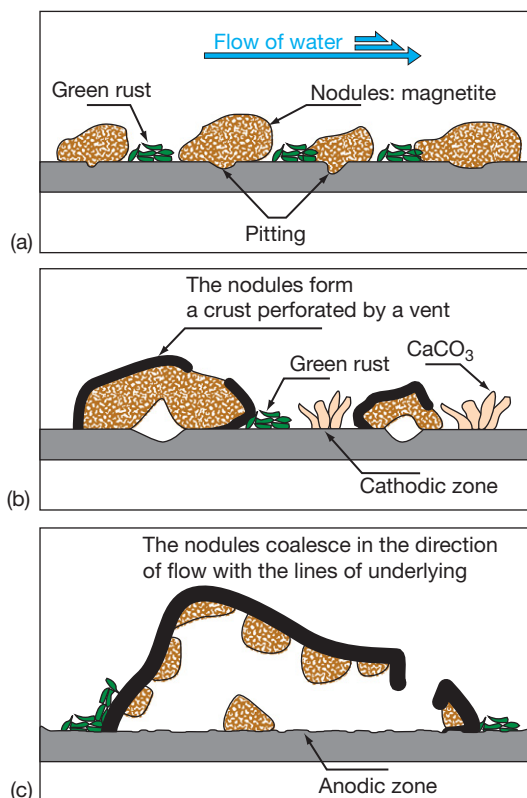 Flow of water
Green rust
Nodules: magnetite
Pitting
(a)
The nodules form
a crust perforated by a vent
Green rust
CaCO₃
Cathodic zone
(b)
The nodules coalesce in the direction
of flow with the lines of underlying
Anodic zone
(c)